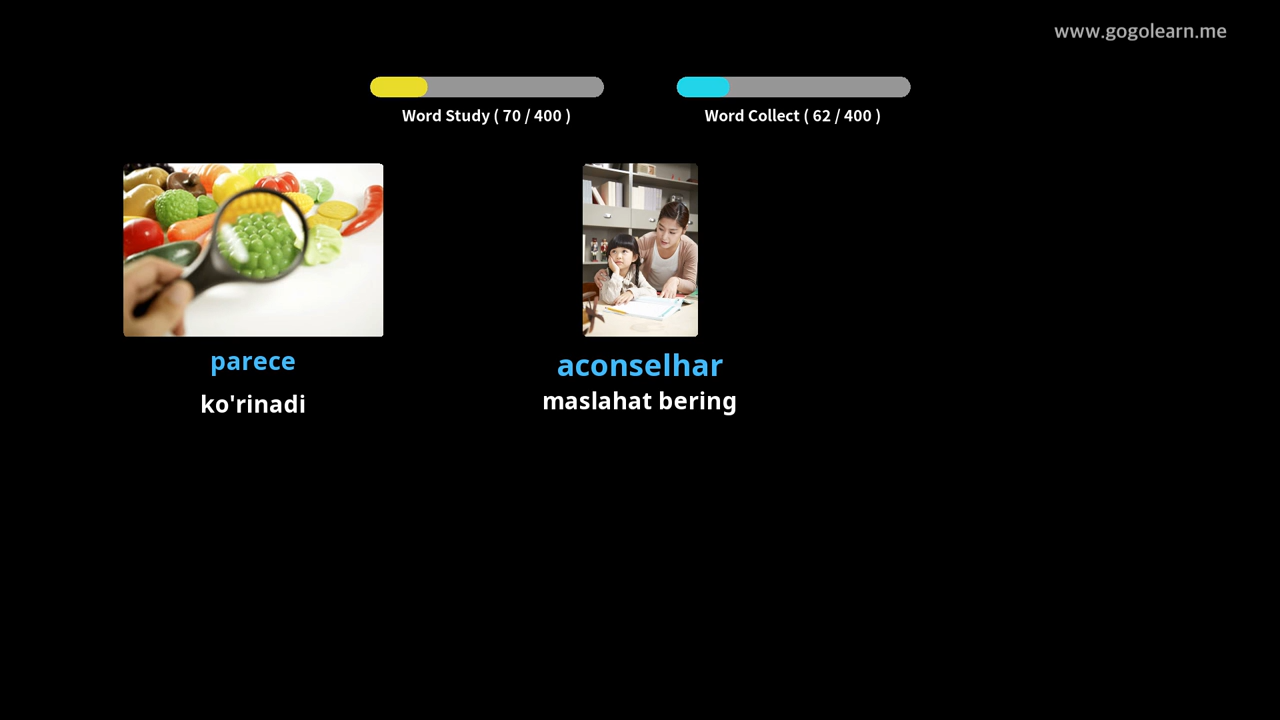 www.gogolearn.me
Word Study ( 70 / 400 )
Word Collect ( 62 / 400 )
parece
ko'rinadi
aconselhar
maslahat bering